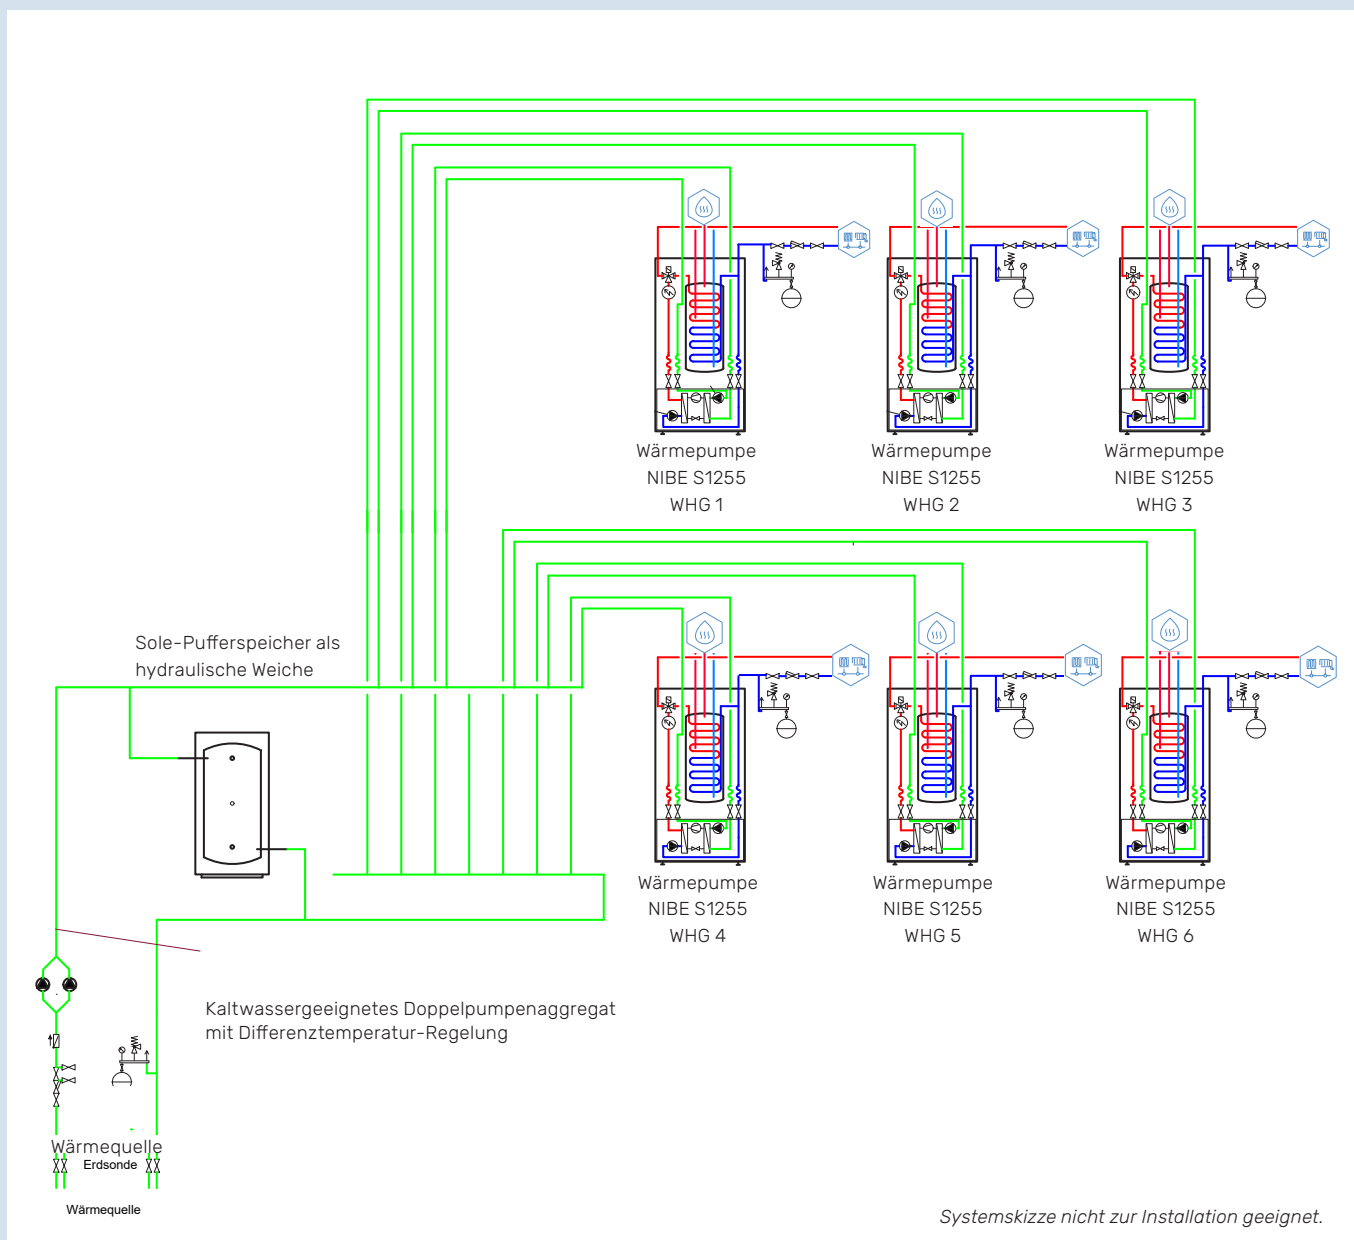 Wärmepumpe
NIBE S1255
WHG 1
Wärmepumpe
NIBE S1255
WHG 2
Wärmepumpe
NIBE S1255
WHG 3
Sole-Pufferspeicher als
hydraulische Weiche
Wärmepumpe
NIBE S1255
WHG 4
Wärmepumpe
NIBE S1255
WHG 5
Wärmepumpe
NIBE S1255
WHG 6
Kaltwassergeeignetes Doppelpumpenaggregat
mit Differenztemperatur-Regelung
Wärmequelle
Erdsonde
Wärmequelle
Systemskizze nicht zur Installation geeignet.